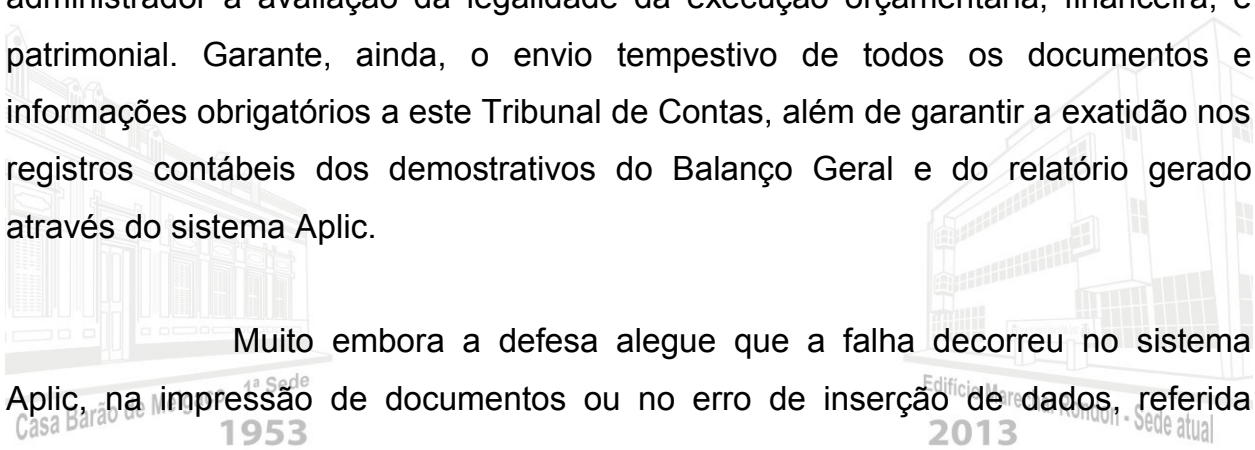 administrador a avaliação da legalidade da execução orçamentária, financeira, e
patrimonial. Garante, ainda, o envio tempestivo de todos os documentos e
informações obrigatórios a este Tribunal de Contas, além de garantir a exatidão nos
registros contábeis dos demostrativos do Balanço Geral e do relatório gerado
através do sistema Aplic.
Muito embora a defesa alegue que a falha decorreu no sistema
Aplic, na impressão de documentos ou no erro de inserção de dados, referida
Casa Barão de 1ª Sede
1953
Edifício Rondon - Sede atual
2013